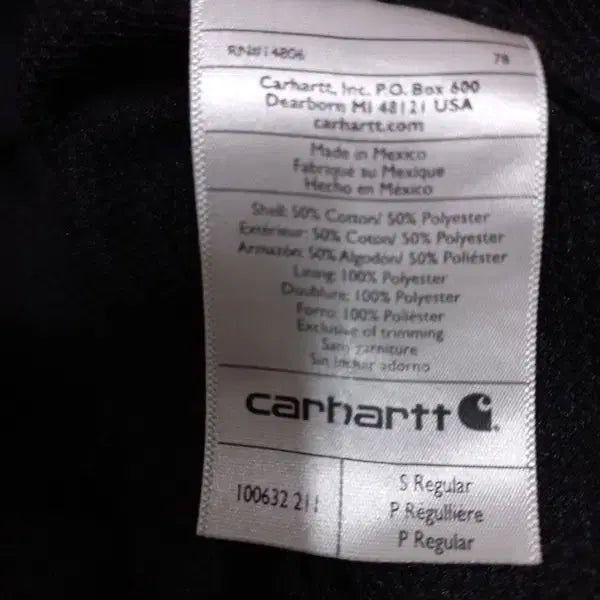 RN#14806 78
Carhartt, Inc. P.O. Box 600
Dearborn MI 48121 USA
carhartt.com
Made in Mexico
Fabriqué au Mexique
Hecho en México
Shell: 50% Cotton/ 50% Polyester
Extérieur: 50% Coton/ 50% Polyester
Armazón: 50% Algodón/ 50% Poliéster
Lining: 100% Polyester
Doublure: 100% Polyester
Forro: 100% Poliéster
Exclusive of trimming
Sans garniture
Sin incluir adorno
carhartt
100632 211
S Regular
P Régulliere
P Regular